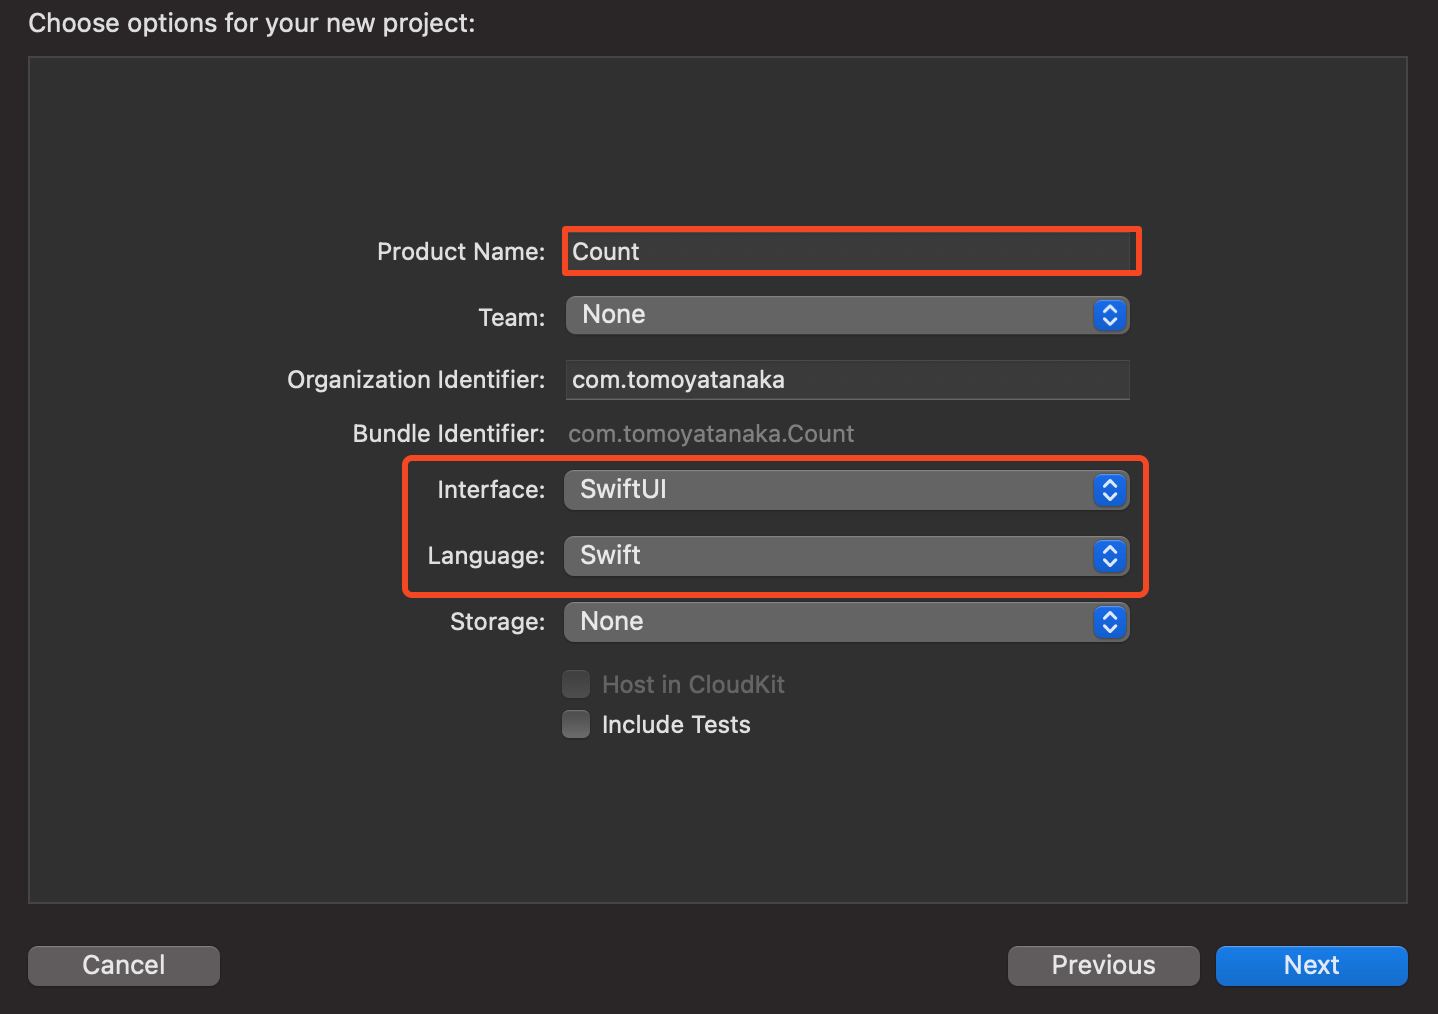 Choose options for your new project:
Product Name: Count
Team: None
Organization Identifier: com.tomoyatanaka
Bundle Identifier: com.tomoyatanaka.Count
Interface: SwiftUI
Language: Swift
Storage: None
Host in CloudKit
Include Tests
Cancel Previous Next